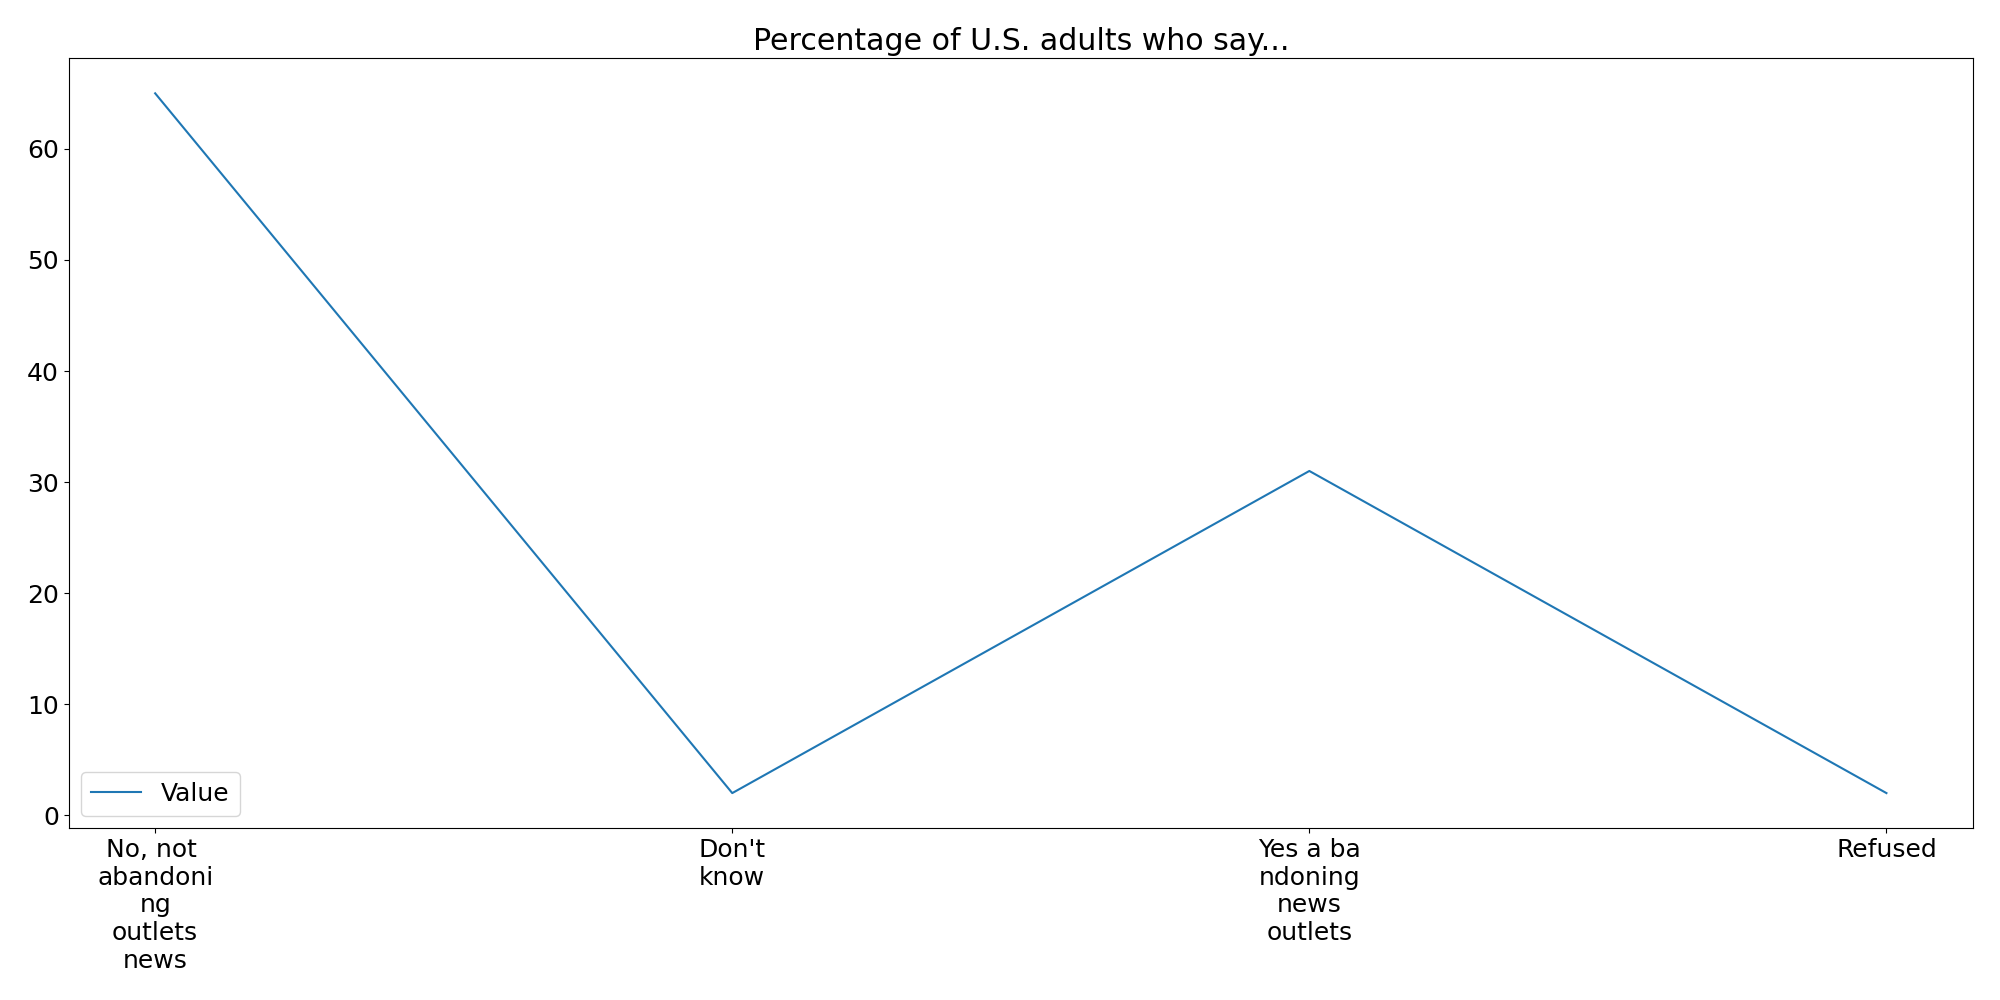 Percentage of U.S. adults who say...
60
50
40
30
20
10
0
Value
No, not
abandoni
ng
outlets
news
Don't
know
Yes a ba
ndoning
news
outlets
Refused